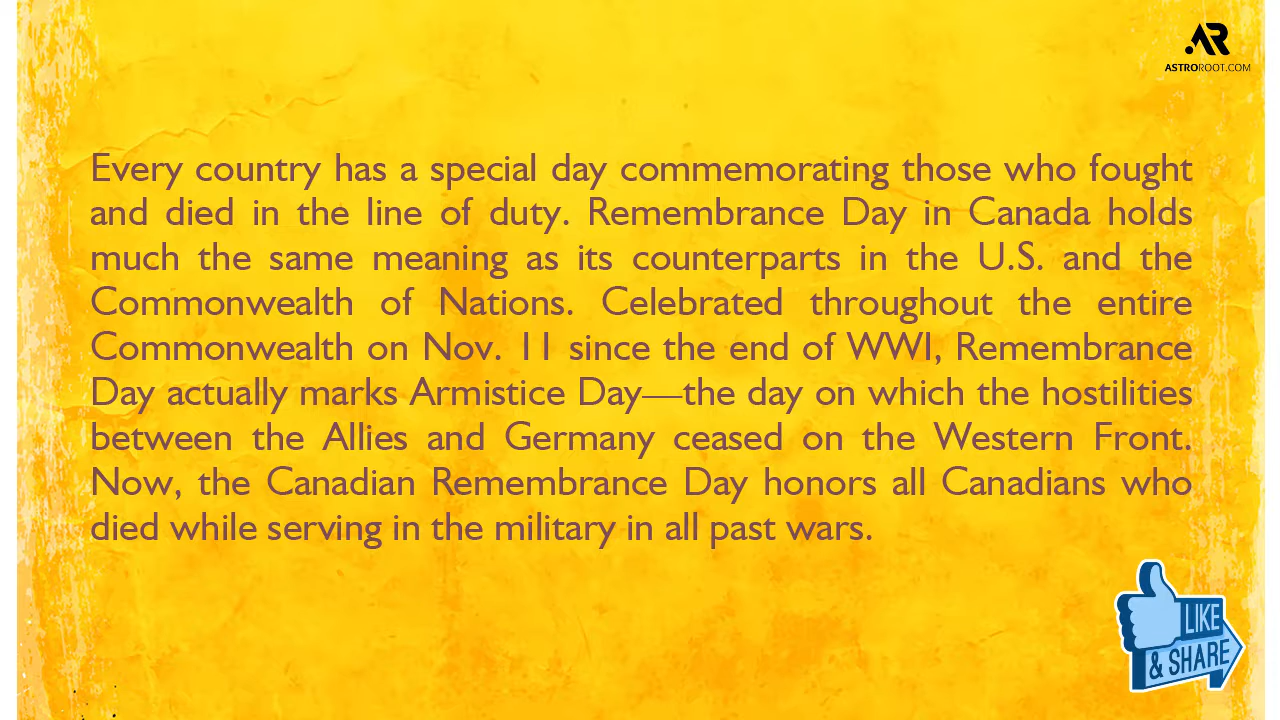 AR
ASTROROOT.COM
Every country has a special day commemorating those who fought
and died in the line of duty. Remembrance Day in Canada holds
much the same meaning as its counterparts in the U.S. and the
Commonwealth of Nations. Celebrated throughout the entire
Commonwealth on Nov. 11 since the end of WWI, Remembrance
Day actually marks Armistice Day—the day on which the hostilities
between the Allies and Germany ceased on the Western Front.
Now, the Canadian Remembrance Day honors all Canadians who
died while serving in the military in all past wars.
LIKE
& SHARE